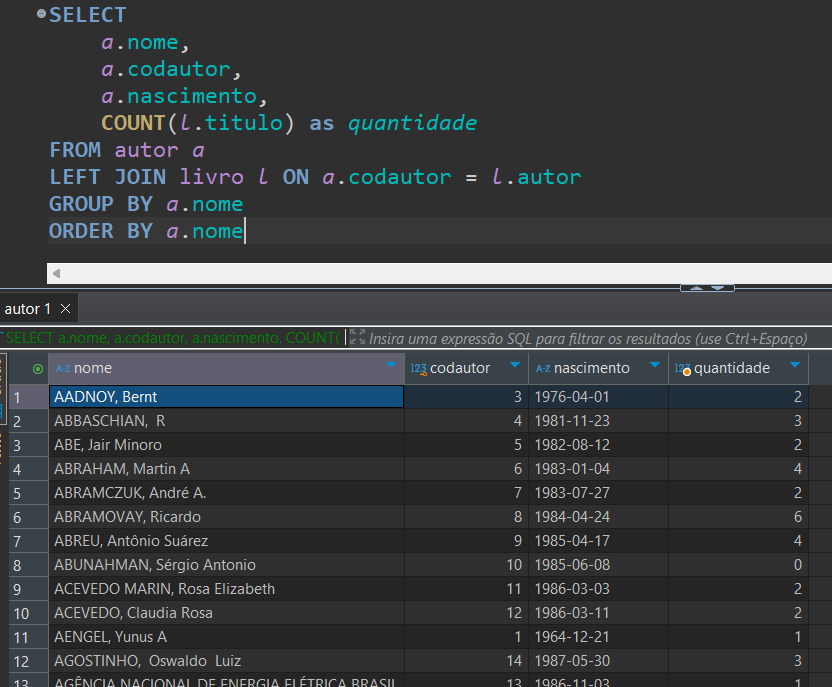 SELECT
a.nome,
a.codautor,
a.nascimento,
COUNT(l.titulo) as quantidade
FROM autor a
LEFT JOIN livro l ON a.codautor = l.autor
GROUP BY a.nome
ORDER BY a.nome
autor 1
SELECT a.nome, a.codautor, a.nascimento, COUNT( Insira uma expressão SQL para filtrar os resultados (use Ctrl+Espaço)
A-Z nome 123 codautor A-Z nascimento 123 quantidade
1 AADNOY, Bernt 3 1976-04-01 2
2 ABBASCHIAN,  R 4 1981-11-23 3
3 ABE, Jair Minoro 5 1982-08-12 2
4 ABRAHAM, Martin A 6 1983-01-04 4
5 ABRAMCZUK, André A. 7 1983-07-27 2
6 ABRAMOVAY, Ricardo 8 1984-04-24 6
7 ABREU, Antônio Suárez 9 1985-04-17 4
8 ABUNAHMAN, Sérgio Antonio 10 1985-06-08 0
9 ACEVEDO MARIN, Rosa Elizabeth 11 1986-03-03 2
10 ACEVEDO, Claudia Rosa 12 1986-03-11 2
11 AENGEL, Yunus A 1 1964-12-21 1
12 AGOSTINHO,  Oswaldo  Luiz 14 1987-05-30 3
13 AGÊNCIA NACIONAL DE ENERGIA ELÉTRICA BRASIL 13 1986-11-03 1